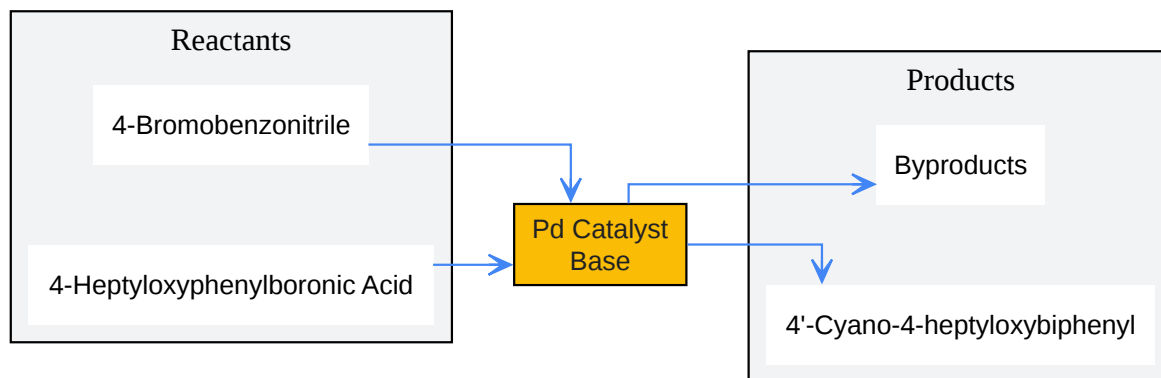 Reactants
4-Bromobenzonitrile
4-Heptyloxyphenylboronic Acid
Pd Catalyst
Base
Products
Byproducts
4'-Cyano-4-heptyloxybiphenyl